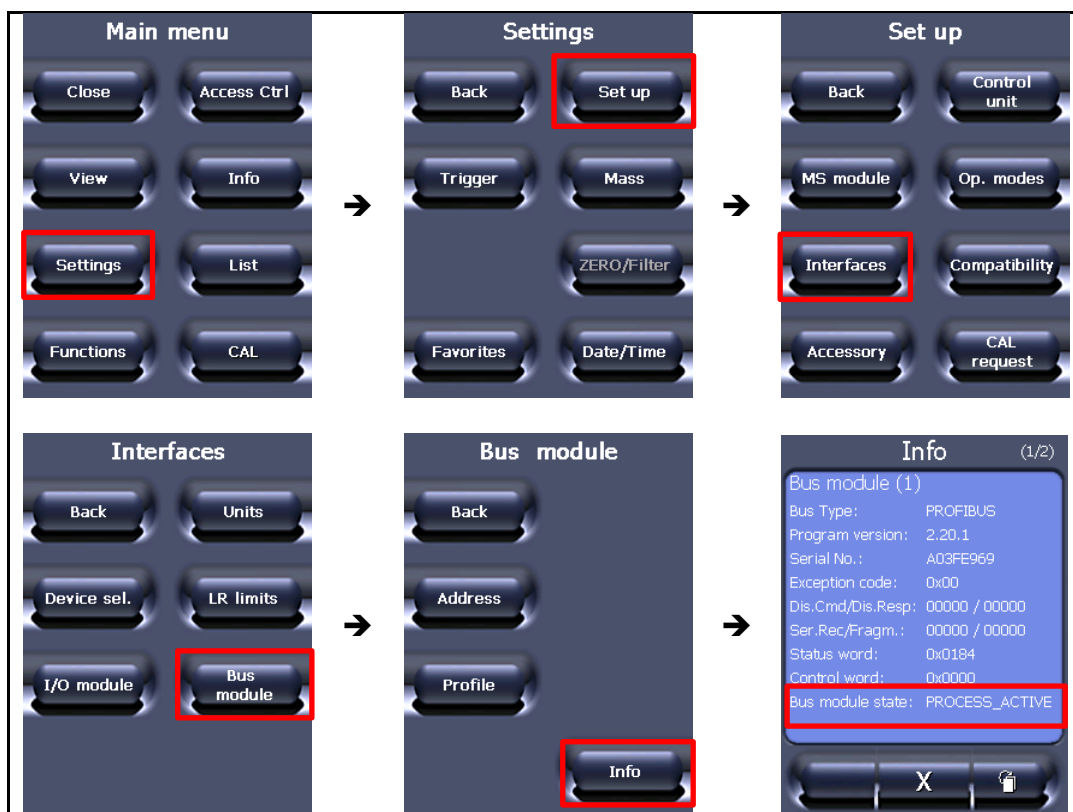 Main menu
Close
Access Ctrl
View
Info
Settings
List
Functions
CAL
➔
Settings
Back
Set up
Trigger
Mass
ZERO/Filter
Favorites
Date/Time
➔
Set up
Back
Control
unit
MS module
Op. modes
Interfaces
Compatibility
Accessory
CAL
request
Interfaces
Back
Units
Device sel.
LR limits
I/O module
Bus
module
➔
Bus module
Back
Address
Profile
Info
➔
Info (1/2)
Bus module (1)
Bus Type: PROFIBUS
Program version: 2.20.1
Serial No.: A03FE969
Exception code: 0x00
Dis.Cmd/Dis.Resp: 00000 / 00000
Ser.Rec/Fragm.: 00000 / 00000
Status word: 0x0184
Control word: 0x0000
Bus module state: PROCESS_ACTIVE
X